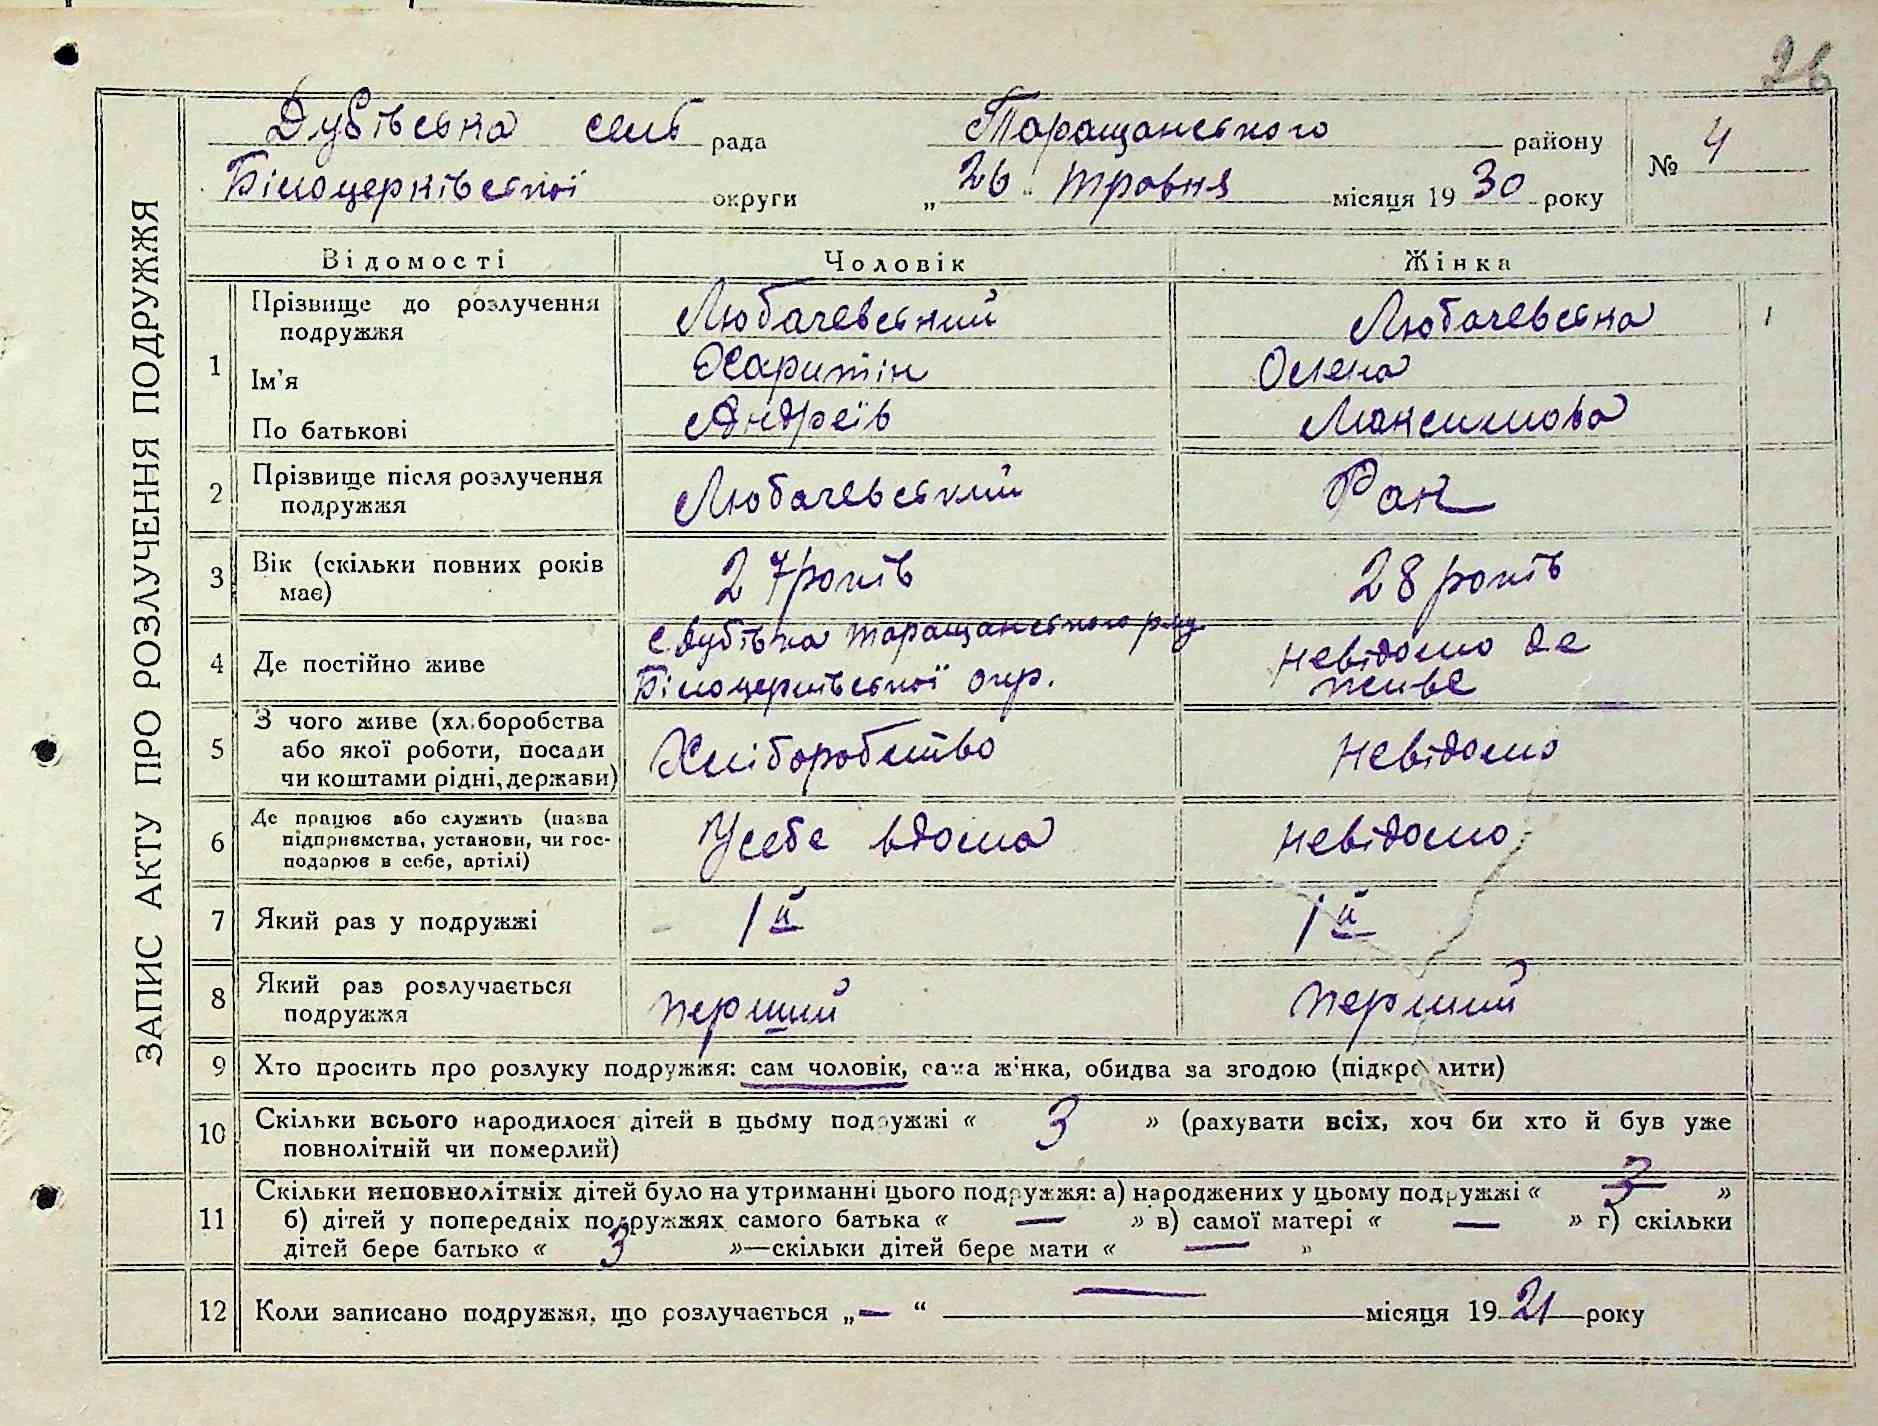 26
ЗАПИС АКТУ ПРО РОЗЛУЧЕННЯ ПОДРУЖЖЯ
Дубівська сель рада Таращанського району № 4
Білоцерківської округи „26" травня місяця 1930 року
Відомості Чоловік Жінка
1 Прізвище до розлучення подружжя Любачевський Любачевська
Ім'я Харитін Олена
По батькові Андреїв Максимова
2 Прізвище після розлучення подружжя Любачевський Рак
3 Вік (скільки повних років має) 27 років 28 років
4 Де постійно живе с. Дубівка Таращанського р-ну Білоцерківської окр. невідомо де живе
5 З чого живе (хл.боробства або якої роботи, посади чи коштами рідні, держави) Хліборобство невідомо
6 Де працює або служить (назва підприємства, установи, чи господарює в себе, артілі) Усебе вдома невідомо
7 Який раз у подружжі 1й 1й
8 Який раз розлучається подружжя перший перший
9 Хто просить про розлуку подружжя: сам чоловік, сама жінка, обидва за згодою (підкреслити)
10 Скільки всього народилося дітей в цьому подружжі « 3 » (рахувати всіх, хоч би хто й був уже
повнолітній чи померлий)
11 Скільки неповнолітніх дітей було на утриманні цього подружжя: а) народжених у цьому подружжі « 3 »
б) дітей у попередніх подружжях самого батька « — » в) самої матері « — » г) скільки
дітей бере батько « 3 »—скільки дітей бере мати « — »
12 Коли записано подружжя, що розлучається „—" — місяця 1921 року